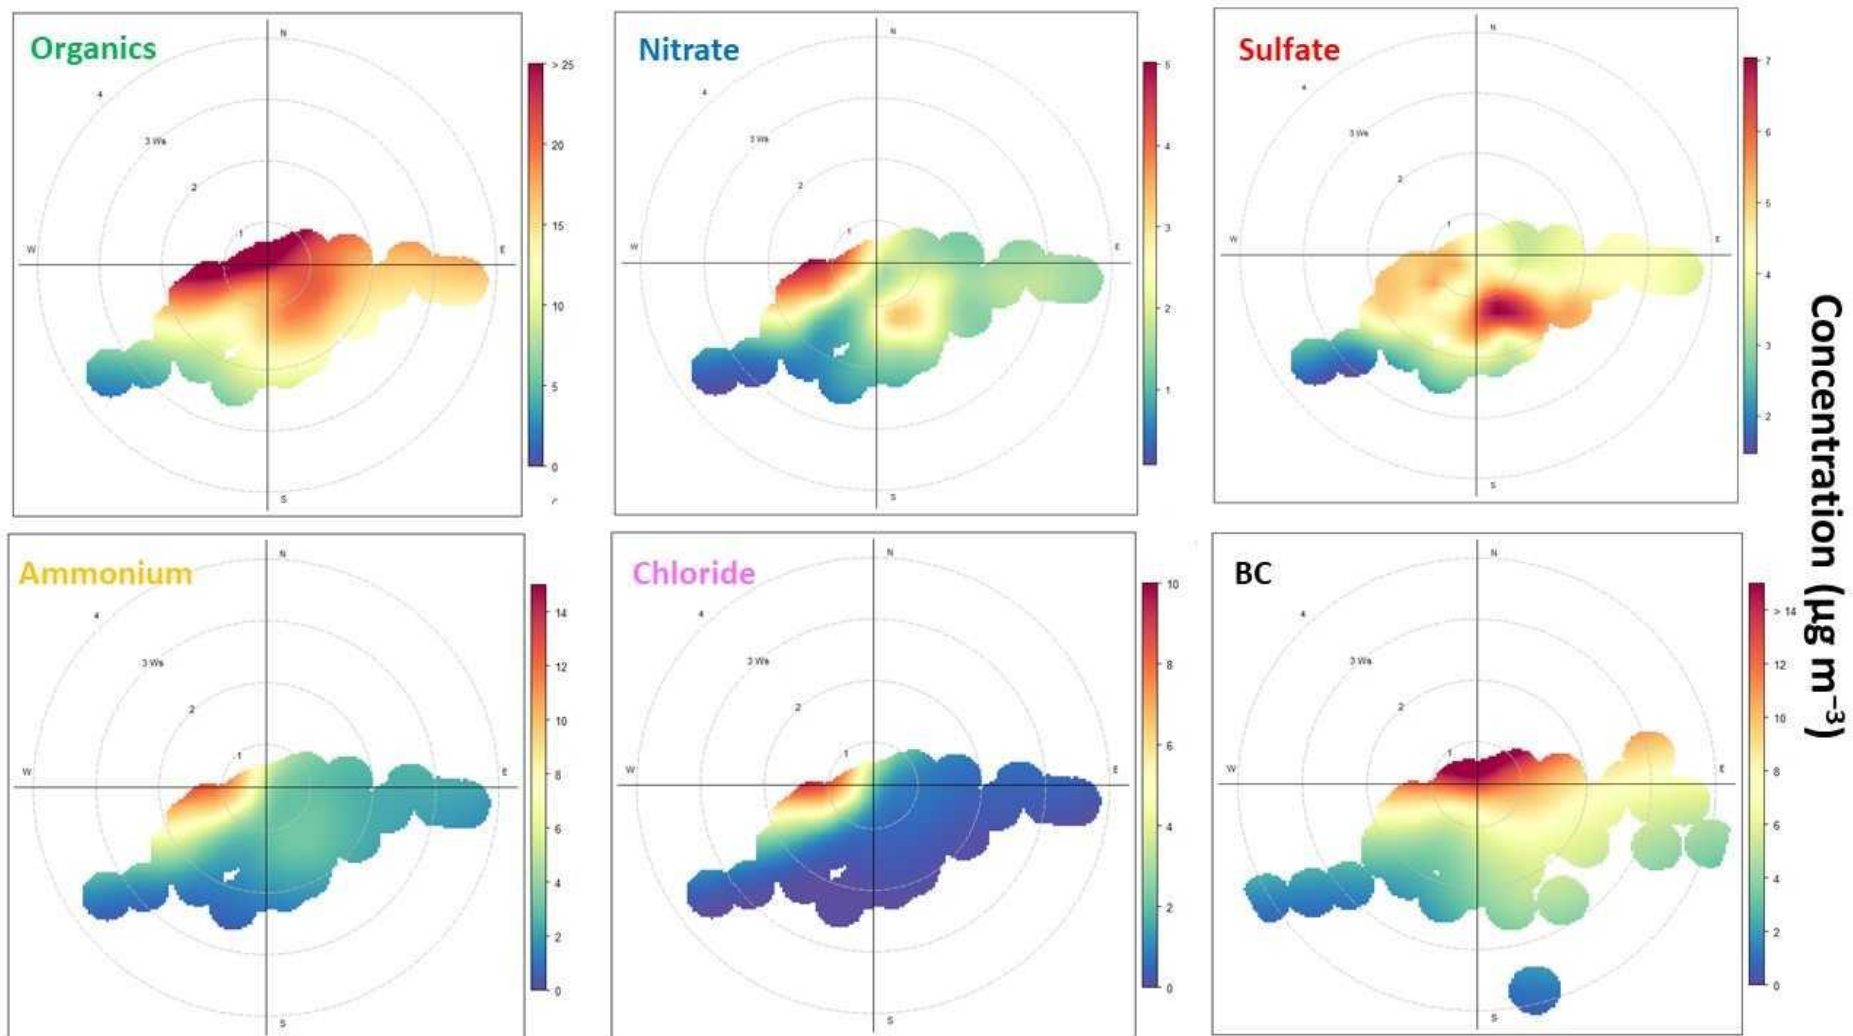 Organics
N
4
3 Ws
2
1
W
E
S
> 25
20
15
10
5
0
Nitrate
N
4
3 Ws
2
1
W
E
S
5
4
3
2
1
Sulfate
N
4
3 Ws
2
1
W
E
S
7
6
5
4
3
2
Ammonium
N
4
3 Ws
2
1
W
E
S
14
12
10
8
6
4
2
0
Chloride
N
4
3 Ws
2
1
W
E
S
10
8
6
4
2
0
BC
N
4
3 Ws
2
1
W
E
S
> 14
12
10
8
6
4
2
0
Concentration (μg m⁻³)